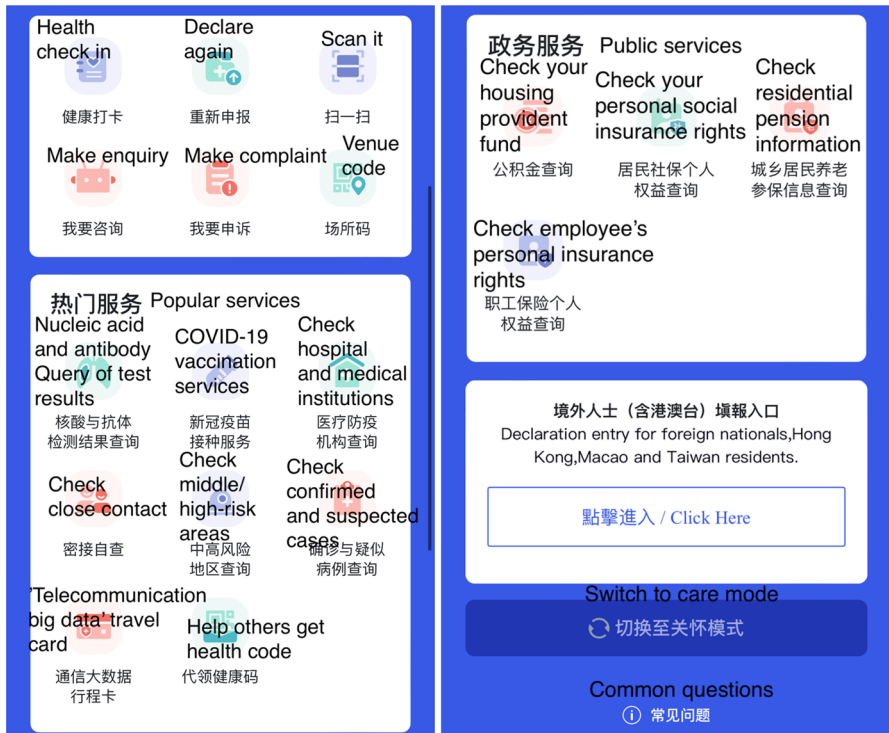 Health
check in
Declare
again
Scan it
健康打卡
重新申报
扫一扫
Make enquiry
Make complaint
Venue
code
我要咨询
我要申诉
场所码
热门服务 Popular services
Nucleic acid
and antibody
Query of test
results
核酸与抗体
检测结果查询
COVID-19
vaccination
services
新冠疫苗
接种服务
Check
hospital
and medical
institutions
医疗防疫
机构查询
Check
close contact
密接自查
Check
middle/
high-risk
areas
中高风险
地区查询
Check
confirmed
and suspected
cases
确诊与疑似
病例查询
'Telecommunication
big data' travel
card
通信大数据
行程卡
Help others get
health code
代领健康码
政务服务 Public services
Check your
housing
provident
fund
公积金查询
Check your
personal social
insurance rights
居民社保个人
权益查询
Check
residential
pension
information
城乡居民养老
参保信息查询
Check employee's
personal insurance
rights
职工保险个人
权益查询
境外人士（含港澳台）填報入口
Declaration entry for foreign nationals,Hong
Kong,Macao and Taiwan residents.
點擊進入 / Click Here
Switch to care mode
切换至关怀模式
Common questions
常见问题